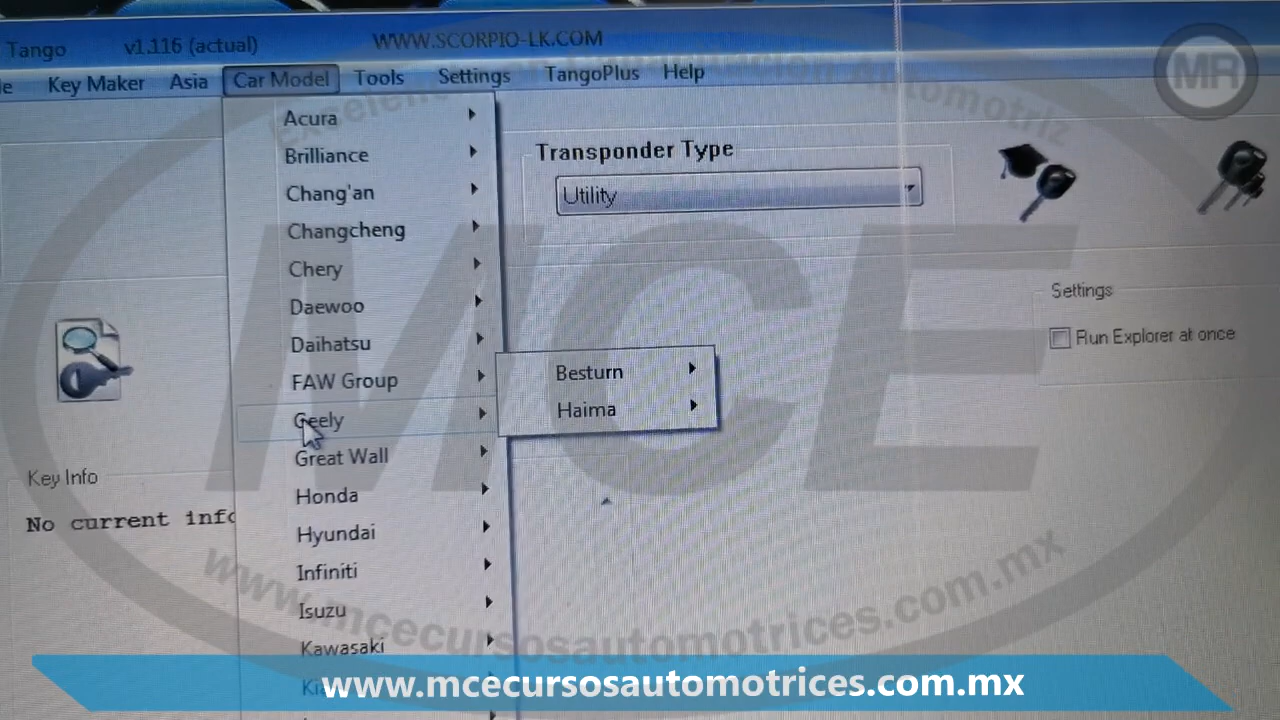 Tango v1.116 (actual) WWW.SCORPIO-LK.COM
Key Maker Asia Car Model Tools Settings TangoPlus Help
MR
Acura
Transponder Type
Brilliance
Utility
Chang'an
Changcheng
Chery
Settings
Daewoo
Run Explorer at once
Daihatsu
FAW Group
Besturn
Haima
Geely
Great Wall
Key Info
Honda
No current info
Hyundai
Infiniti
Isuzu
Kawasaki
MCE
www.mcecursosautomotrices.com.mx
www.mcecursosautomotrices.com.mx